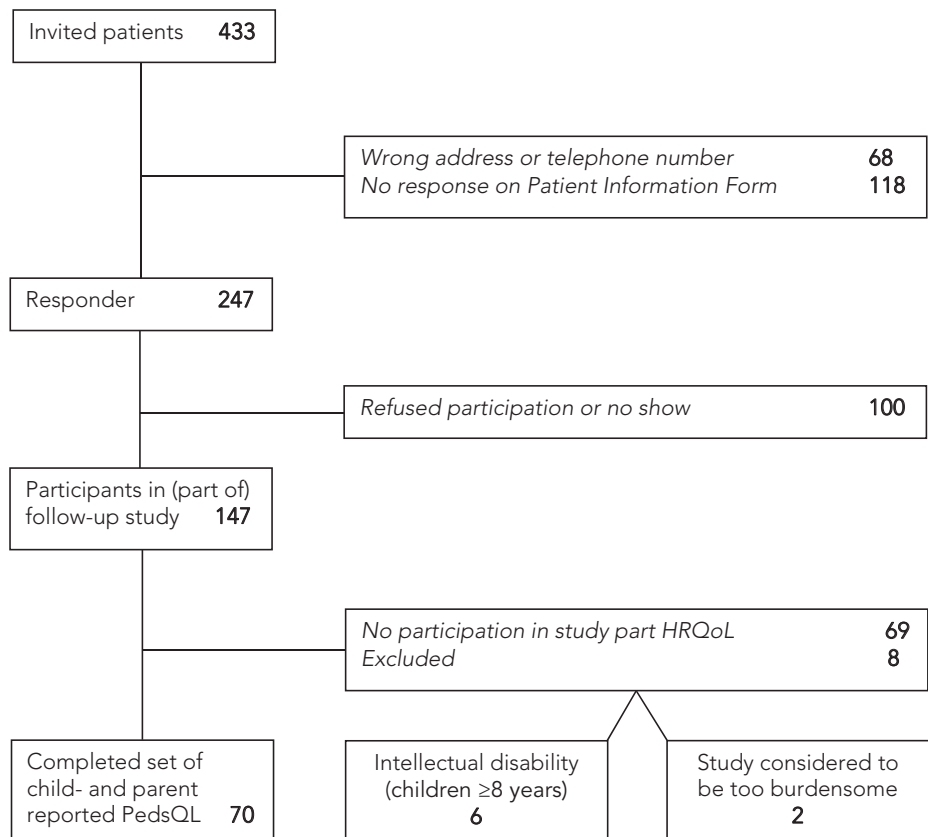 Invited patients 433
Wrong address or telephone number 68
No response on Patient Information Form 118
Responder 247
Refused participation or no show 100
Participants in (part of)
follow-up study 147
No participation in study part HRQoL 69
Excluded 8
Completed set of
child- and parent
reported PedsQL 70
Intellectual disability
(children ≥8 years)
6
Study considered to
be too burdensome
2